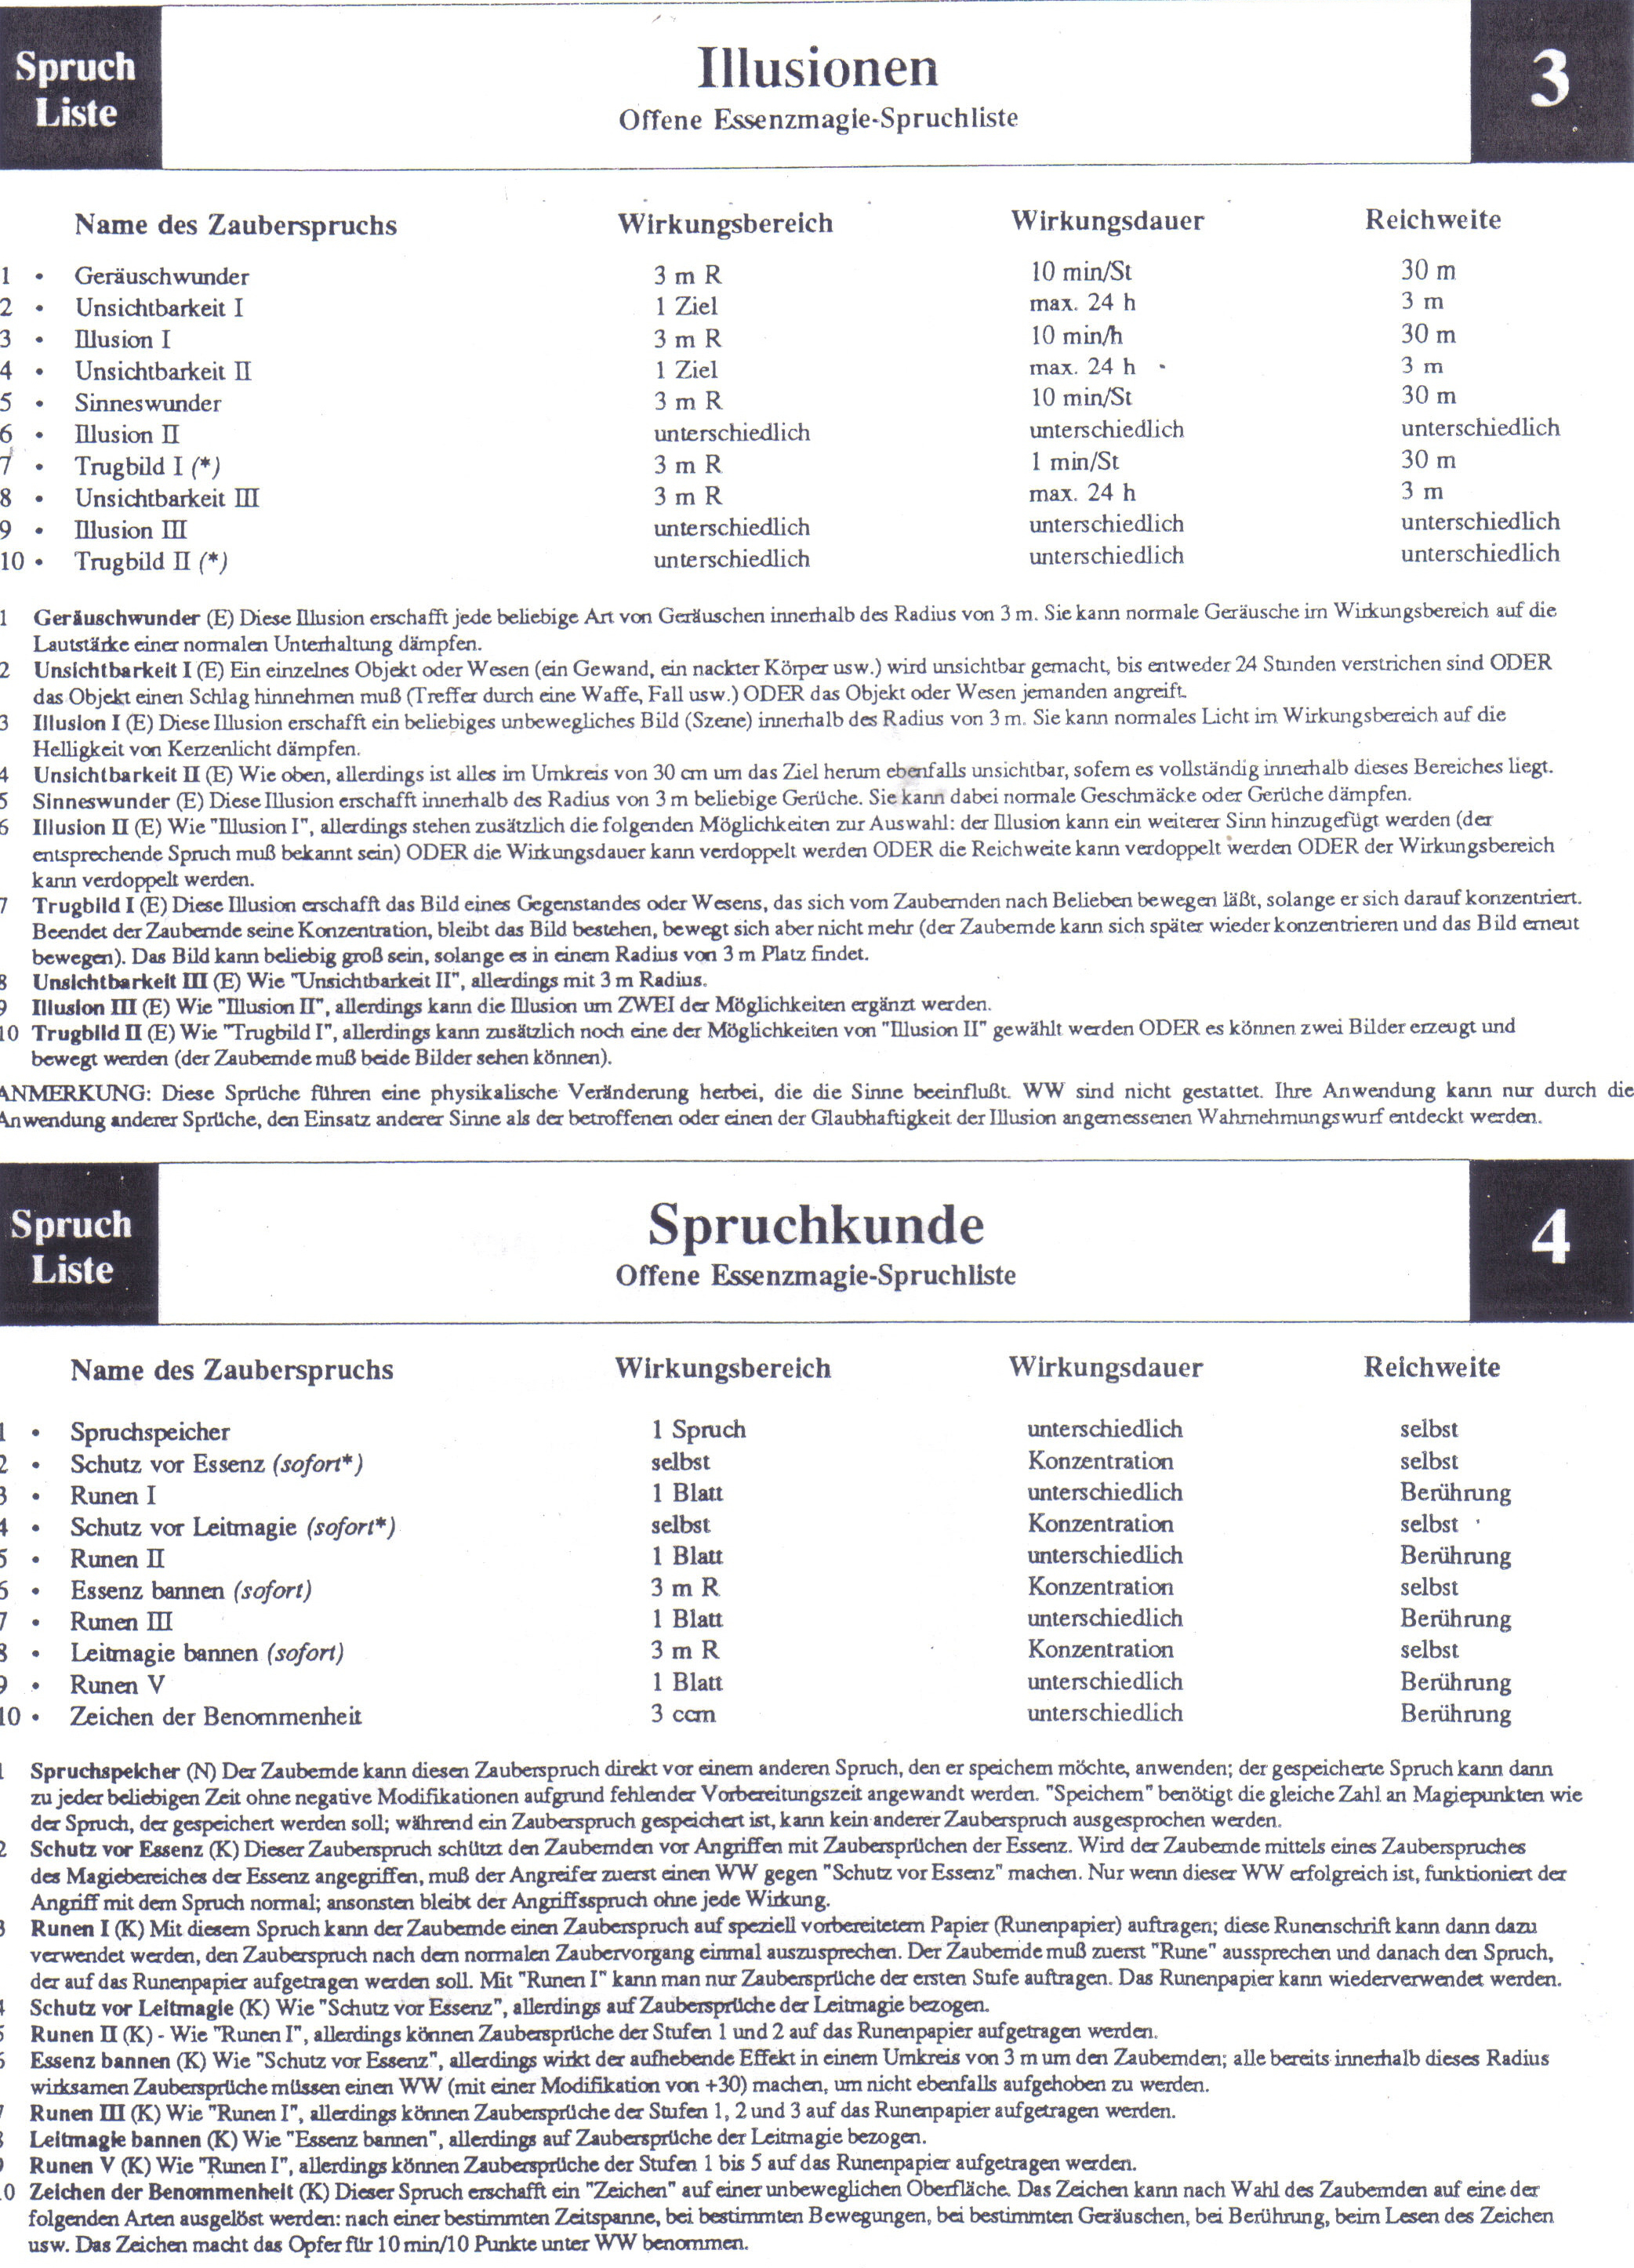 Spruch
Liste
Illusionen
Offene Essenzmagie-Spruchliste
3
Name des Zauberspruchs Wirkungsbereich Wirkungsdauer Reichweite
1 • Geräuschwunder 3 m R 10 min/St 30 m
2 • Unsichtbarkeit I 1 Ziel max. 24 h 3 m
3 • Illusion I 3 m R 10 min/h 30 m
4 • Unsichtbarkeit II 1 Ziel max. 24 h 3 m
5 • Sinneswunder 3 m R 10 min/St 30 m
6 • Illusion II unterschiedlich unterschiedlich unterschiedlich
7 • Trugbild I (*) 3 m R 1 min/St 30 m
8 • Unsichtbarkeit III 3 m R max. 24 h 3 m
9 • Illusion III unterschiedlich unterschiedlich unterschiedlich
10 • Trugbild II (*) unterschiedlich unterschiedlich unterschiedlich
1 Geräuschwunder (E) Diese Illusion erschafft jede beliebige Art von Geräuschen innerhalb des Radius von 3 m. Sie kann normale Geräusche im Wirkungsbereich auf die
Lautstärke einer normalen Unterhaltung dämpfen.
2 Unsichtbarkeit I (E) Ein einzelnes Objekt oder Wesen (ein Gewand, ein nackter Körper usw.) wird unsichtbar gemacht, bis entweder 24 Stunden verstrichen sind ODER
das Objekt einen Schlag hinnehmen muß (Treffer durch eine Waffe, Fall usw.) ODER das Objekt oder Wesen jemanden angreift.
3 Illusion I (E) Diese Illusion erschafft ein beliebiges unbewegliches Bild (Szene) innerhalb des Radius von 3 m. Sie kann normales Licht im Wirkungsbereich auf die
Helligkeit von Kerzenlicht dämpfen.
4 Unsichtbarkeit II (E) Wie oben, allerdings ist alles im Umkreis von 30 cm um das Ziel herum ebenfalls unsichtbar, sofern es vollständig innerhalb dieses Bereiches liegt.
5 Sinneswunder (E) Diese Illusion erschafft innerhalb des Radius von 3 m beliebige Gerüche. Sie kann dabei normale Geschmäcke oder Gerüche dämpfen.
6 Illusion II (E) Wie "Illusion I", allerdings stehen zusätzlich die folgenden Möglichkeiten zur Auswahl: der Illusion kann ein weiterer Sinn hinzugefügt werden (der
entsprechende Spruch muß bekannt sein) ODER die Wirkungsdauer kann verdoppelt werden ODER die Reichweite kann verdoppelt werden ODER der Wirkungsbereich
kann verdoppelt werden.
7 Trugbild I (E) Diese Illusion erschafft das Bild eines Gegenstandes oder Wesens, das sich vom Zaubernden nach Belieben bewegen läßt, solange er sich darauf konzentriert.
Beendet der Zaubernde seine Konzentration, bleibt das Bild bestehen, bewegt sich aber nicht mehr (der Zaubernde kann sich später wieder konzentrieren und das Bild erneut
bewegen). Das Bild kann beliebig groß sein, solange es in einem Radius von 3 m Platz findet.
8 Unsichtbarkeit III (E) Wie "Unsichtbarkeit II", allerdings mit 3 m Radius.
9 Illusion III (E) Wie "Illusion II", allerdings kann die Illusion um ZWEI der Möglichkeiten ergänzt werden.
10 Trugbild II (E) Wie "Trugbild I", allerdings kann zusätzlich noch eine der Möglichkeiten von "Illusion II" gewählt werden ODER es können zwei Bilder erzeugt und
bewegt werden (der Zaubernde muß beide Bilder sehen können).
ANMERKUNG: Diese Sprüche führen eine physikalische Veränderung herbei, die die Sinne beeinflußt. WW sind nicht gestattet. Ihre Anwendung kann nur durch die
Anwendung anderer Sprüche, den Einsatz anderer Sinne als der betroffenen oder einen der Glaubhaftigkeit der Illusion angemessenen Wahrnehmungswurf entdeckt werden.
Spruch
Liste
Spruchkunde
Offene Essenzmagie-Spruchliste
4
Name des Zauberspruchs Wirkungsbereich Wirkungsdauer Reichweite
1 • Spruchspeicher 1 Spruch unterschiedlich selbst
2 • Schutz vor Essenz (sofort*) selbst Konzentration selbst
3 • Runen I 1 Blatt unterschiedlich Berührung
4 • Schutz vor Leitmagie (sofort*) selbst Konzentration selbst
5 • Runen II 1 Blatt unterschiedlich Berührung
6 • Essenz bannen (sofort) 3 m R Konzentration selbst
7 • Runen III 1 Blatt unterschiedlich Berührung
8 • Leitmagie bannen (sofort) 3 m R Konzentration selbst
9 • Runen V 1 Blatt unterschiedlich Berührung
10 • Zeichen der Benommenheit 3 ccm unterschiedlich Berührung
1 Spruchspeicher (N) Der Zaubernde kann diesen Zauberspruch direkt vor einem anderen Spruch, den er speichern möchte, anwenden; der gespeicherte Spruch kann dann
zu jeder beliebigen Zeit ohne negative Modifikationen aufgrund fehlender Vorbereitungszeit angewandt werden. "Speichern" benötigt die gleiche Zahl an Magiepunkten wie
der Spruch, der gespeichert werden soll; während ein Zauberspruch gespeichert ist, kann kein anderer Zauberspruch ausgesprochen werden.
2 Schutz vor Essenz (K) Dieser Zauberspruch schützt den Zaubernden vor Angriffen mit Zaubersprüchen der Essenz. Wird der Zaubernde mittels eines Zauberspruches
des Magiebereiches der Essenz angegriffen, muß der Angreifer zuerst einen WW gegen "Schutz vor Essenz" machen. Nur wenn dieser WW erfolgreich ist, funktioniert der
Angriff mit dem Spruch normal; ansonsten bleibt der Angriffsspruch ohne jede Wirkung.
3 Runen I (K) Mit diesem Spruch kann der Zaubernde einen Zauberspruch auf speziell vorbereitetem Papier (Runenpapier) auftragen; diese Runenschrift kann dann dazu
verwendet werden, den Zauberspruch nach dem normalen Zaubervorgang einmal auszusprechen. Der Zaubernde muß zuerst "Rune" aussprechen und danach den Spruch,
der auf das Runenpapier aufgetragen werden soll. Mit "Runen I" kann man nur Zaubersprüche der ersten Stufe auftragen. Das Runenpapier kann wiederverwendet werden.
4 Schutz vor Leitmagie (K) Wie "Schutz vor Essenz", allerdings auf Zaubersprüche der Leitmagie bezogen.
5 Runen II (K) - Wie "Runen I", allerdings können Zaubersprüche der Stufen 1 und 2 auf das Runenpapier aufgetragen werden.
6 Essenz bannen (K) Wie "Schutz vor Essenz", allerdings wirkt der aufhebende Effekt in einem Umkreis von 3 m um den Zaubernden; alle bereits innerhalb dieses Radius
wirksamen Zaubersprüche müssen einen WW (mit einer Modifikation von +30) machen, um nicht ebenfalls aufgehoben zu werden.
7 Runen III (K) Wie "Runen I", allerdings können Zaubersprüche der Stufen 1, 2 und 3 auf das Runenpapier aufgetragen werden.
8 Leitmagie bannen (K) Wie "Essenz bannen", allerdings auf Zaubersprüche der Leitmagie bezogen.
9 Runen V (K) Wie "Runen I", allerdings können Zaubersprüche der Stufen 1 bis 5 auf das Runenpapier aufgetragen werden.
10 Zeichen der Benommenheit (K) Dieser Spruch erschafft ein "Zeichen" auf einer unbeweglichen Oberfläche. Das Zeichen kann nach Wahl des Zaubernden auf eine der
folgenden Arten ausgelöst werden: nach einer bestimmten Zeitspanne, bei bestimmten Bewegungen, bei bestimmten Geräuschen, bei Berührung, beim Lesen des Zeichen
usw. Das Zeichen macht das Opfer für 10 min/10 Punkte unter WW benommen.